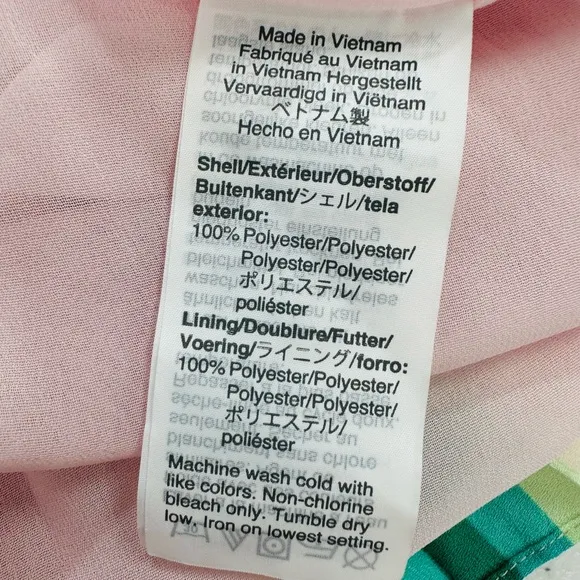 Made in Vietnam
Fabriqué au Vietnam
in Vietnam Hergestellt
Vervaardigd in Viëtnam
ベトナム製
Hecho en Vietnam
Shell/Extérieur/Oberstoff/
Buitenkant/シェル/tela
exterior:
100% Polyester/Polyester/
Polyester/Polyester/
ポリエステル/
poliéster
Lining/Doublure/Futter/
Voering/ライニング/forro:
100% Polyester/Polyester/
Polyester/Polyester/
ポリエステル/
poliéster
Machine wash cold with
like colors. Non-chlorine
bleach only. Tumble dry
low, Iron on lowest setting.